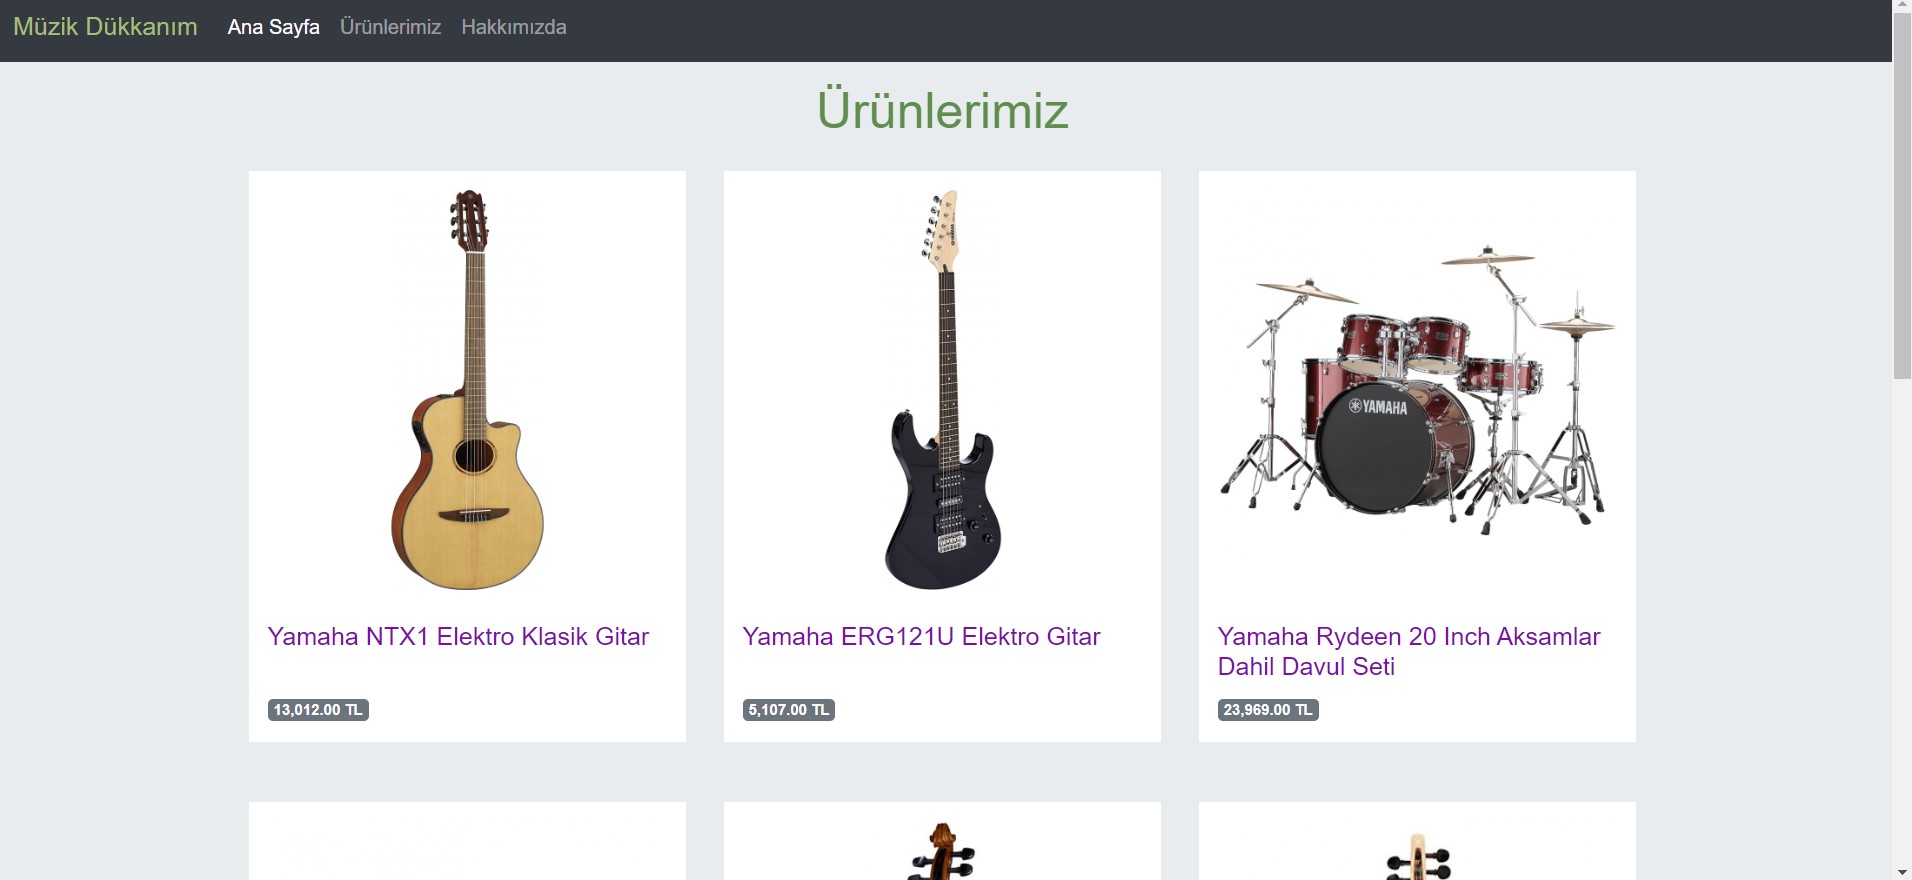 Müzik Dükkanım Ana Sayfa Ürünlerimiz Hakkımızda
Ürünlerimiz
YAMAHA
Yamaha NTX1 Elektro Klasik Gitar
13,012.00 TL
Yamaha ERG121U Elektro Gitar
5,107.00 TL
Yamaha Rydeen 20 Inch Aksamlar
Dahil Davul Seti
23,969.00 TL